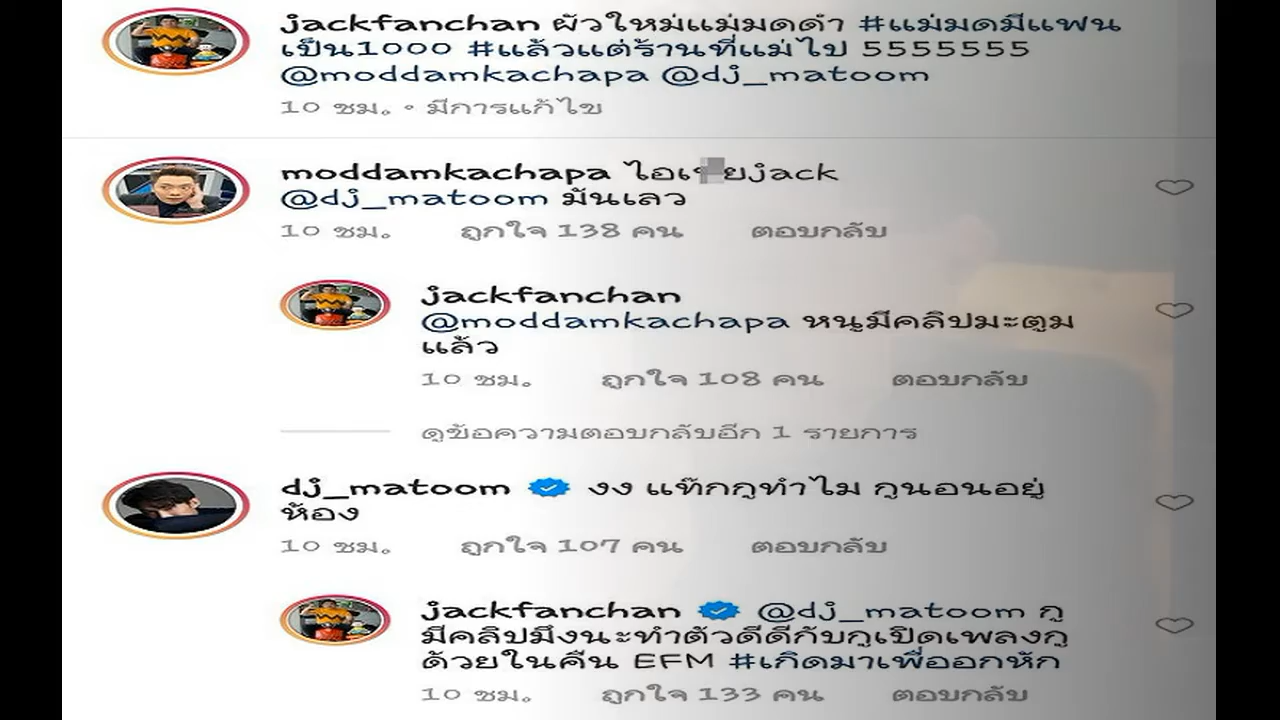 jackfanchan ผัวใหม่แม่มดดำ #แม่มดมีแฟน
เป็น1000 #แล้วแต่ร้านที่แม่ไป 5555555
@moddamkachapa @dj_matoom
10 ชม. • มีการแก้ไข
moddamkachapa jack
@dj_matoom มันเลว
10 ชม. ถูกใจ 138 คน ตอบกลับ
jackfanchan
@moddamkachapa หนูมีคลิปมะตูม
แล้ว
10 ชม. ถูกใจ 108 คน ตอบกลับ
ดูข้อความตอบกลับอีก 1 รายการ
dj_matoom งง แท๊กกูทำไม กูนอนอยู่
ห้อง
10 ชม. ถูกใจ 107 คน ตอบกลับ
jackfanchan @dj_matoom กู
มีคลิปมึงนะทำตัวดีดีกับกูเปิดเพลงกู
ด้วยในคืน EFM #เกิดมาเพื่ออกหัก
10 ชม. ถูกใจ 133 คน ตอบกลับ